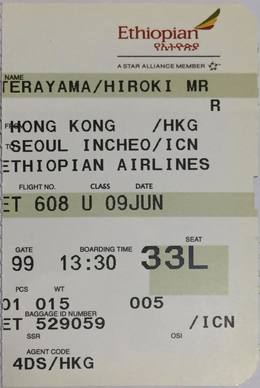 Ethiopian
የኢትዮጵያ
A STAR ALLIANCE MEMBER
NAME
TERAYAMA/HIROKI MR
R
HONG KONG /HKG
SEOUL INCHEO/ICN
ETHIOPIAN AIRLINES
FLIGHT NO. CLASS DATE
ET 608 U 09JUN
GATE BOARDING TIME SEAT
99 13:30 33L
PCS WT
01 015 005
BAGGAGE ID NUMBER
ET 529059 /ICN
SSR OSI
AGENT CODE
4DS/HKG